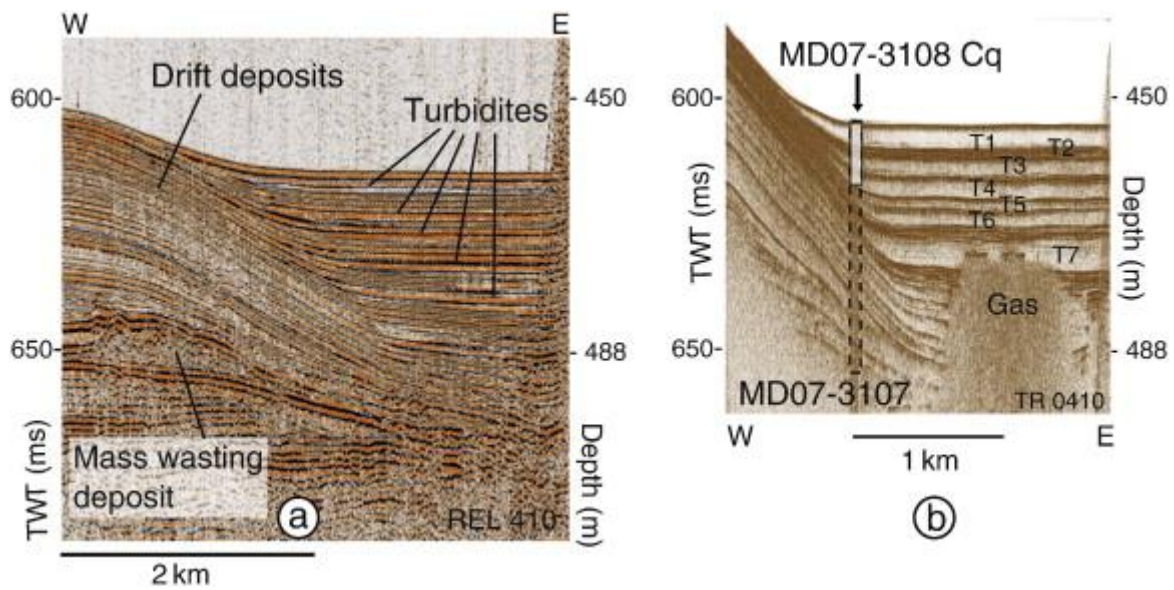 W
E
Drift deposits
Turbidites
600
450
650
488
TWT (ms)
Depth (m)
Mass wasting
deposit
a
REL 410
2 km
MD07-3108 Cq
600
450
T1
T2
T3
T4
T5
T6
T7
Gas
TWT (ms)
Depth (m)
650
488
MD07-3107
TR 0410
W
E
1 km
b